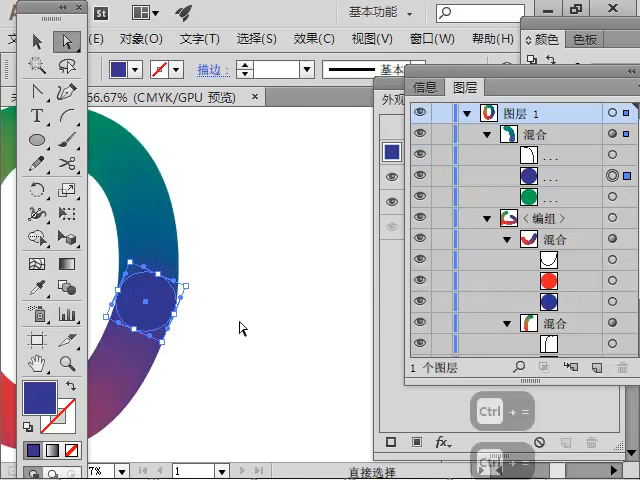 基本功能
(E) 对象(O) 文字(T) 选择(S) 效果(C) 视图(V) 窗口(W) 帮助(H)
颜色 色板
描边: 基本
66.67% (CMYK/GPU 预览) ×
外观
信息 图层
图层 1
混合
...
...
...
<编组>
混合
混合
1 个图层
Ctrl + =
Ctrl + =
fx
7% 1 直接选择